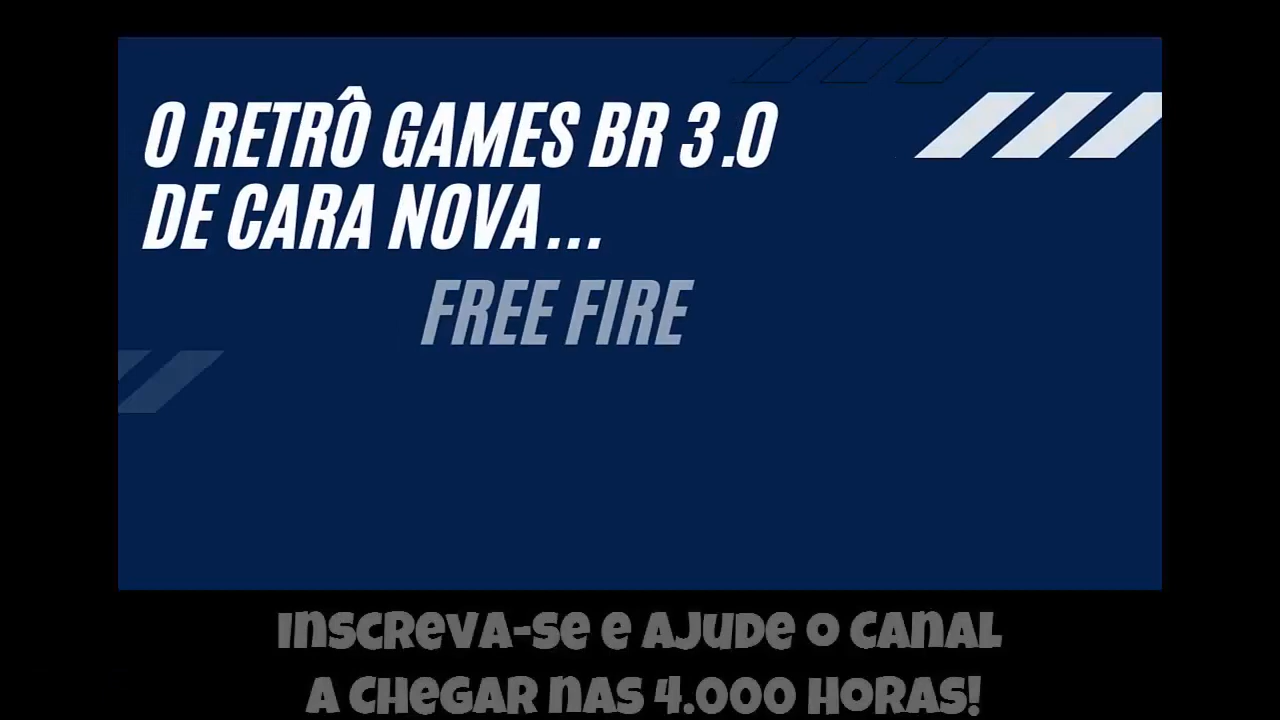 O RETRÔ GAMES BR 3.0
DE CARA NOVA...
FREE FIRE
INSCREVA-SE E AJUDE O CANAL
A CHEGAR NAS 4.000 HORAS!